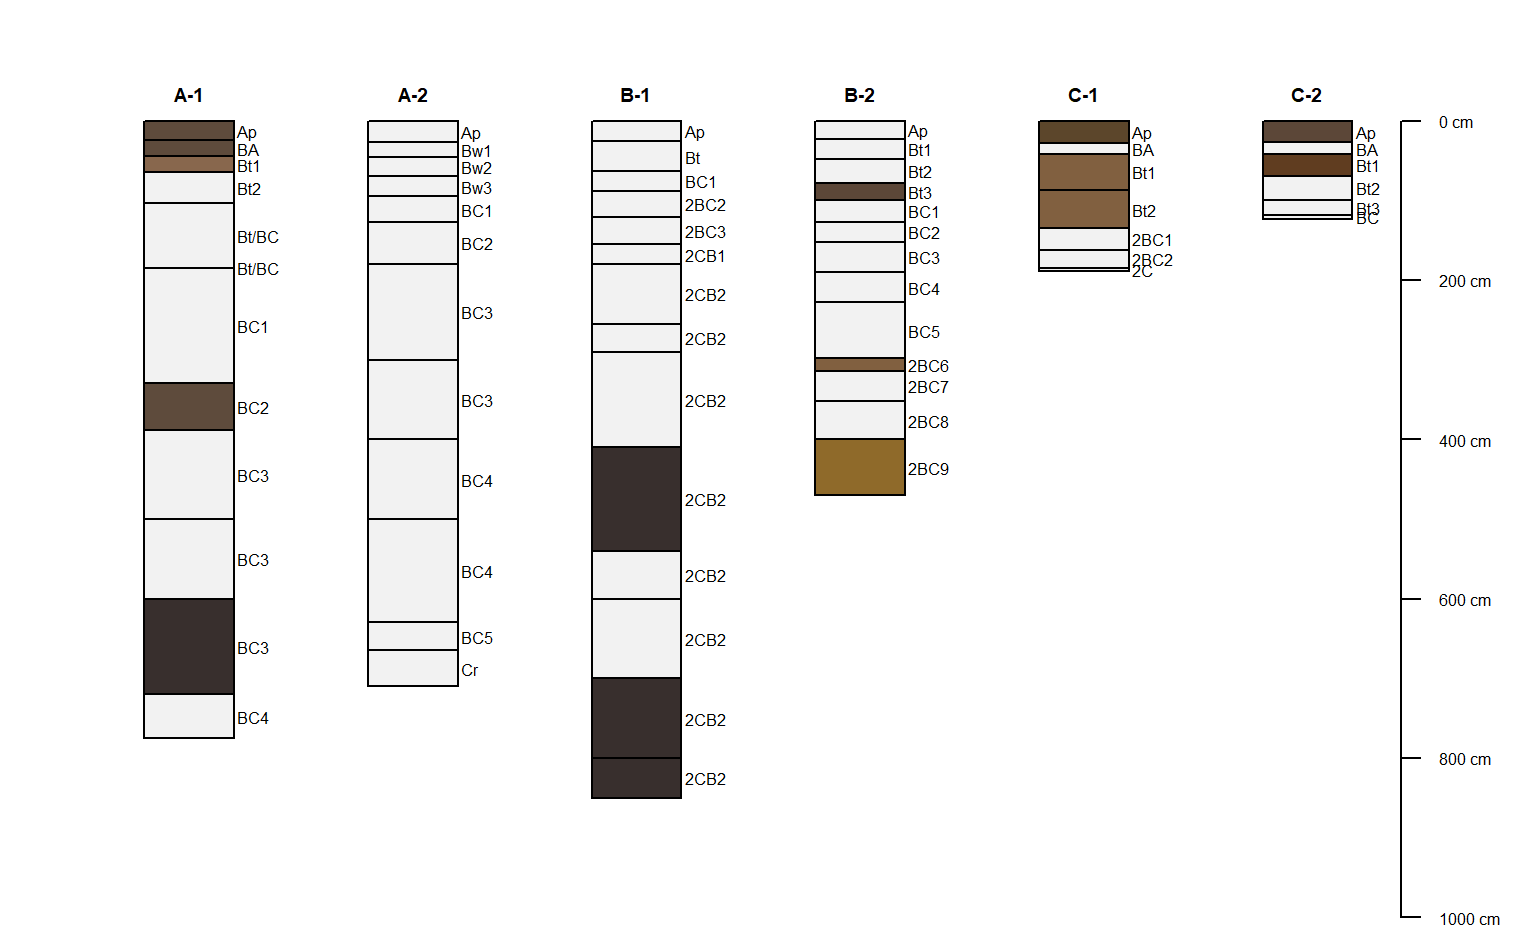 A-1
A-2
B-1
B-2
C-1
C-2
Ap
BA
Bt1
Bt2
Bt/BC
Bt/BC
BC1
BC2
BC3
BC3
BC3
BC4
Ap
Bw1
Bw2
Bw3
BC1
BC2
BC3
BC3
BC4
BC4
BC5
Cr
Ap
Bt
BC1
2BC2
2BC3
2CB1
2CB2
2CB2
2CB2
2CB2
2CB2
2CB2
2CB2
2CB2
Ap
Bt1
Bt2
Bt3
BC1
BC2
BC3
BC4
BC5
2BC6
2BC7
2BC8
2BC9
Ap
BA
Bt1
Bt2
2BC1
2BC2
2C
Ap
BA
Bt1
Bt2
Bt3
BC
0 cm
200 cm
400 cm
600 cm
800 cm
1000 cm